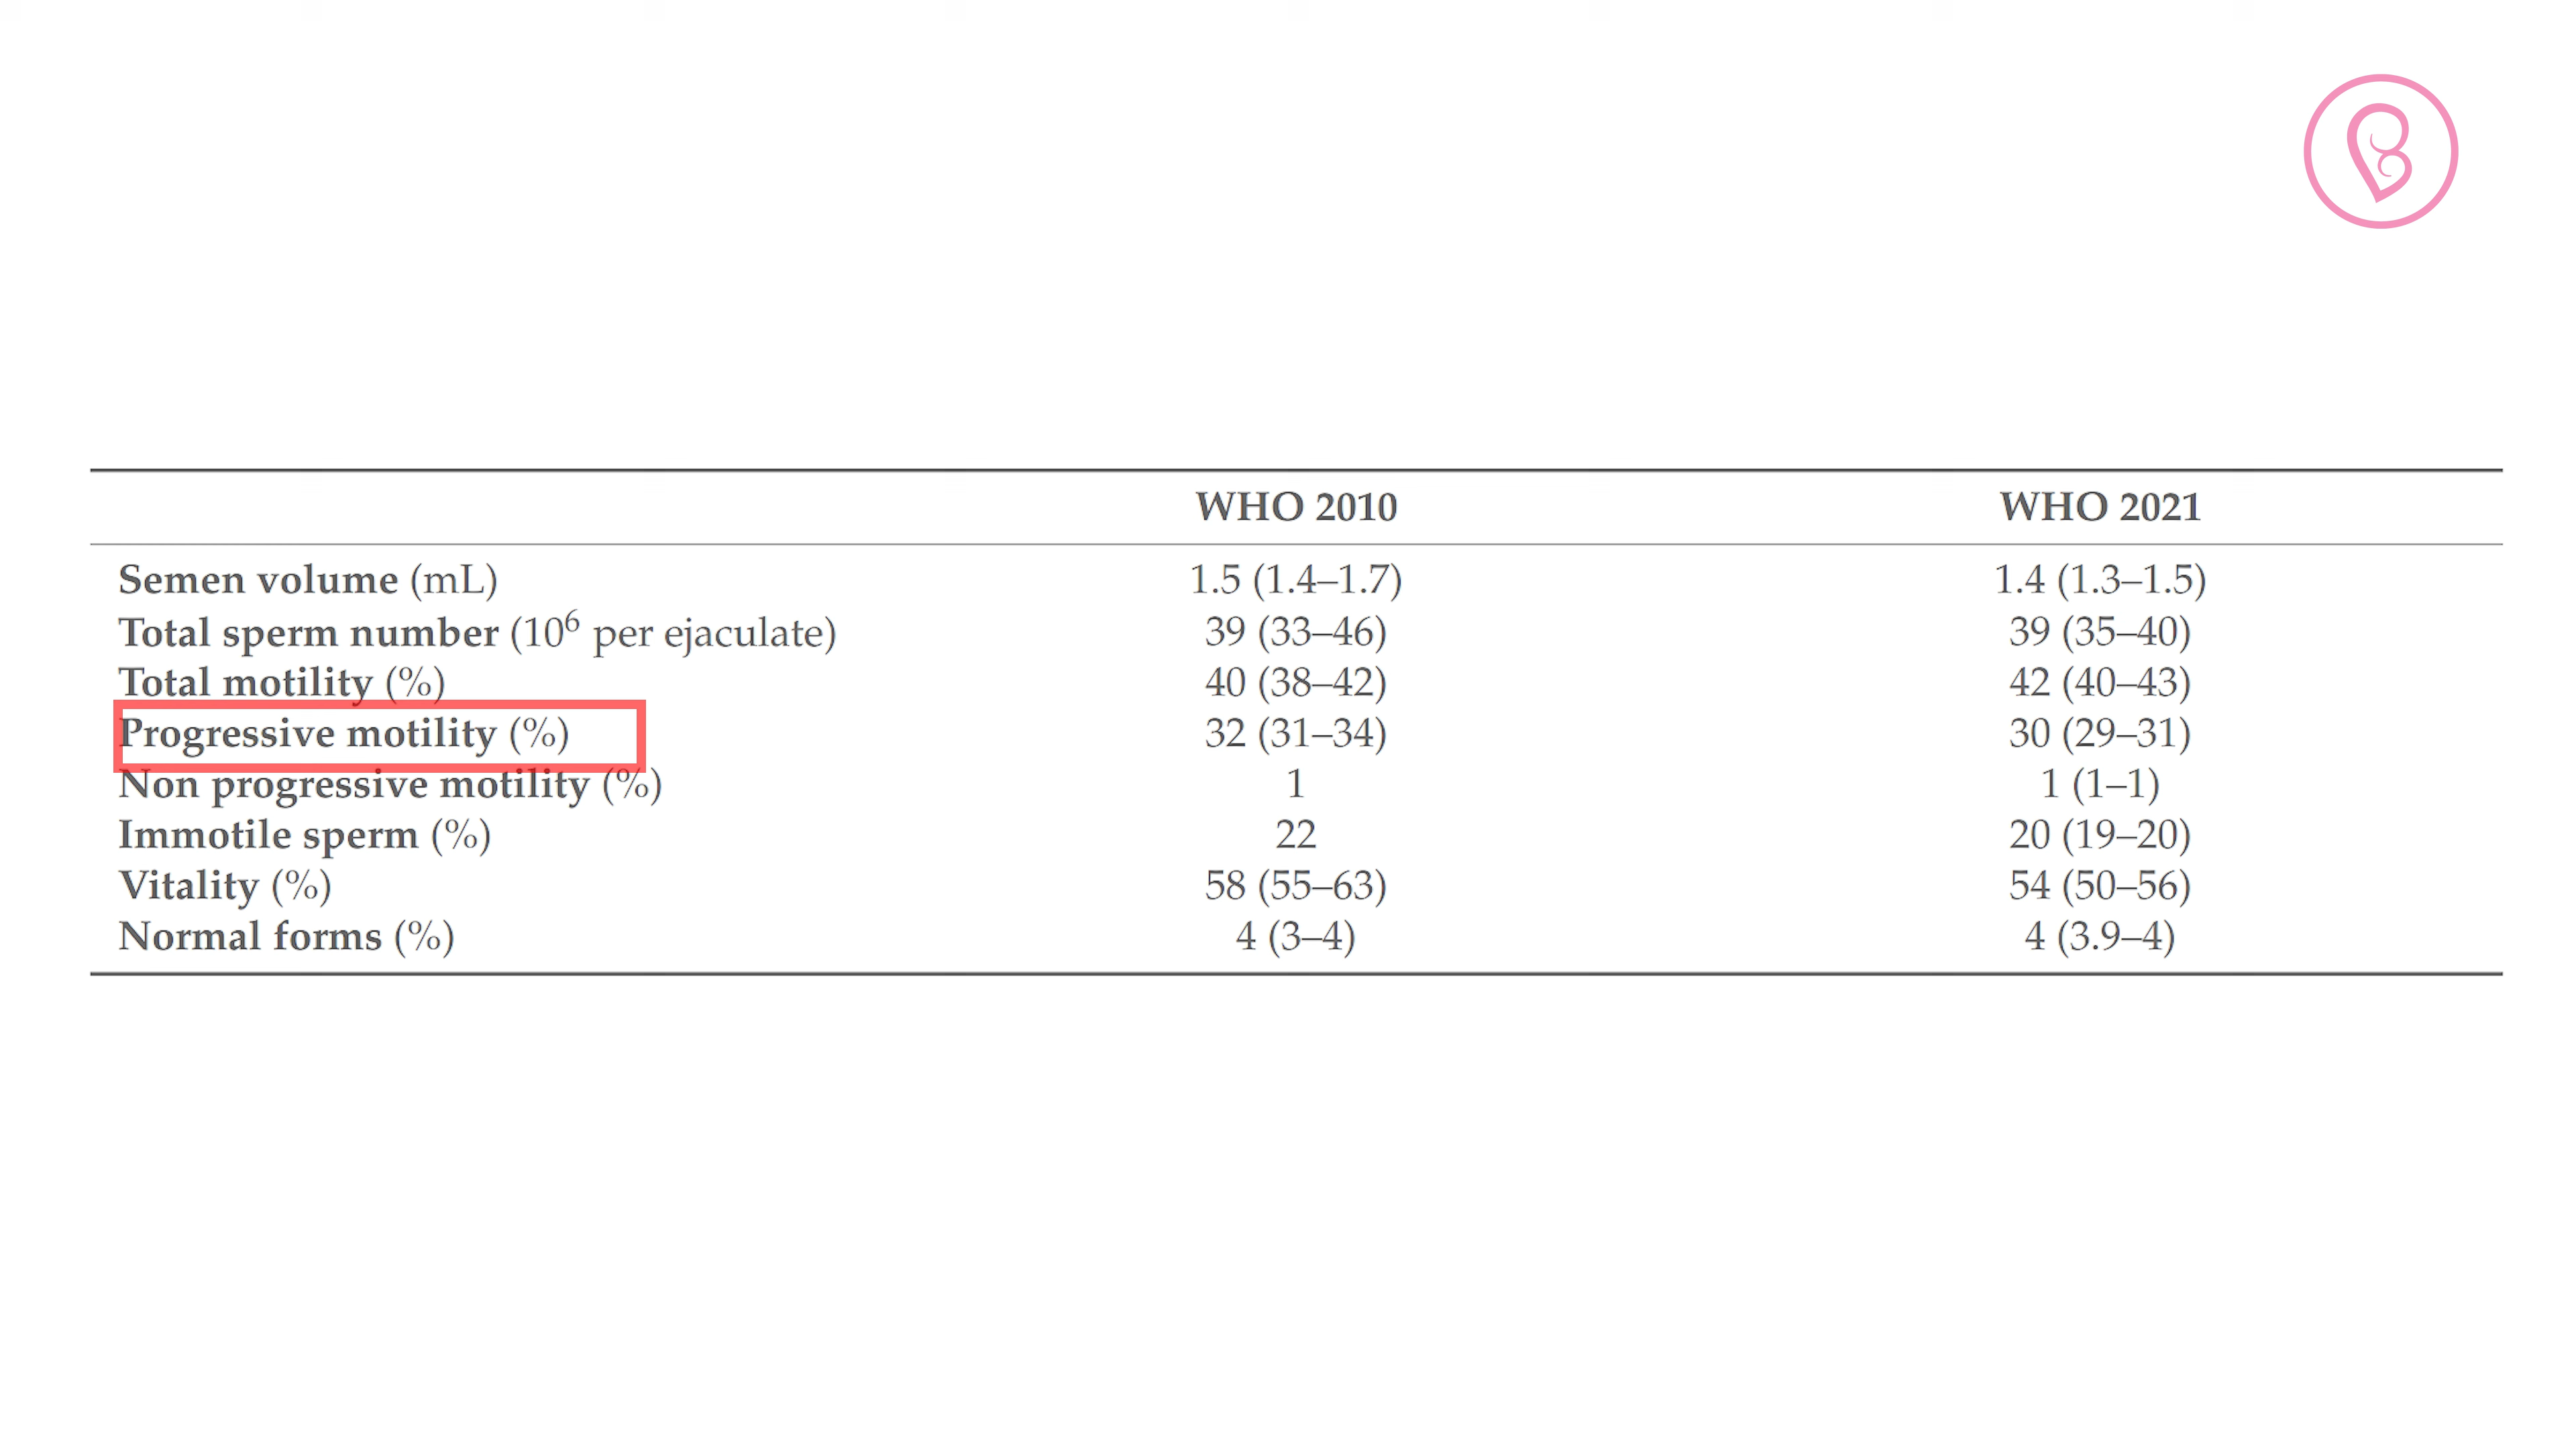 WHO 2010 WHO 2021
Semen volume (mL) 1.5 (1.4–1.7) 1.4 (1.3–1.5)
Total sperm number (10⁶ per ejaculate) 39 (33–46) 39 (35–40)
Total motility (%) 40 (38–42) 42 (40–43)
Progressive motility (%) 32 (31–34) 30 (29–31)
Non progressive motility (%) 1 1 (1–1)
Immotile sperm (%) 22 20 (19–20)
Vitality (%) 58 (55–63) 54 (50–56)
Normal forms (%) 4 (3–4) 4 (3.9–4)